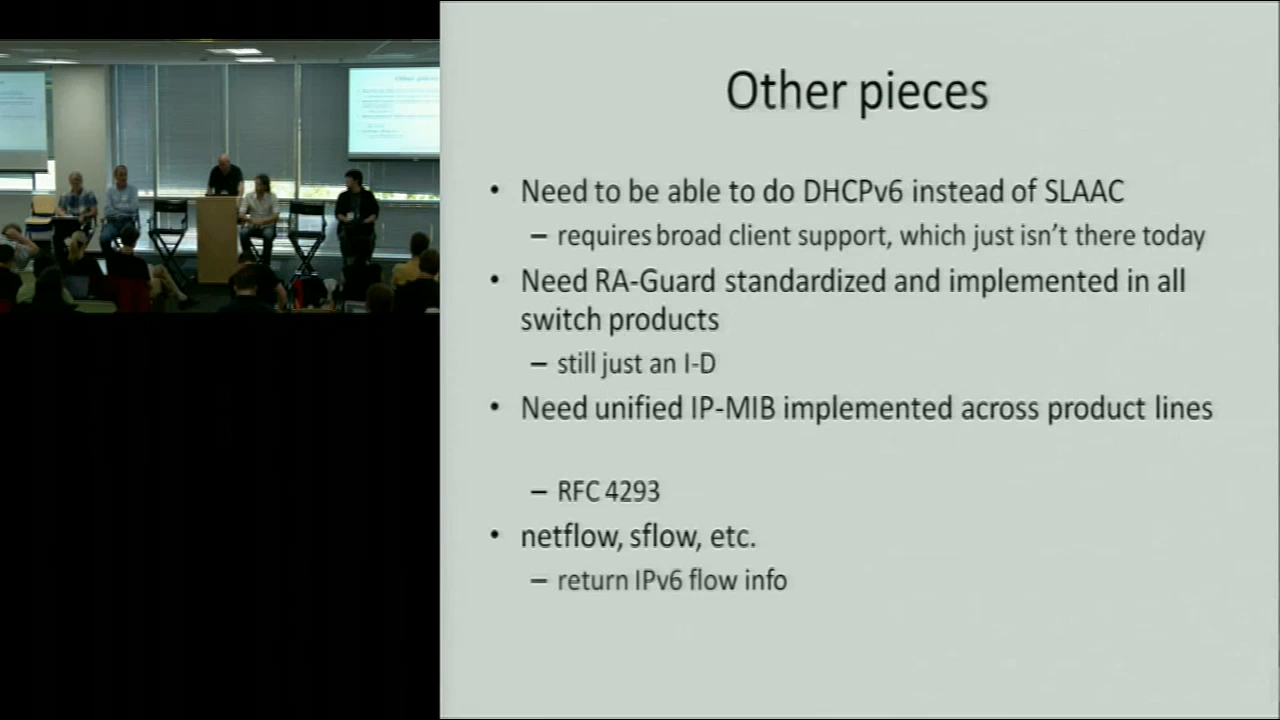 Other pieces
• Need to be able to do DHCPv6 instead of SLAAC
– requires broad client support, which just isn't there today
• Need RA-Guard standardized and implemented in all
switch products
– still just an I-D
• Need unified IP-MIB implemented across product lines
– RFC 4293
• netflow, sflow, etc.
– return IPv6 flow info